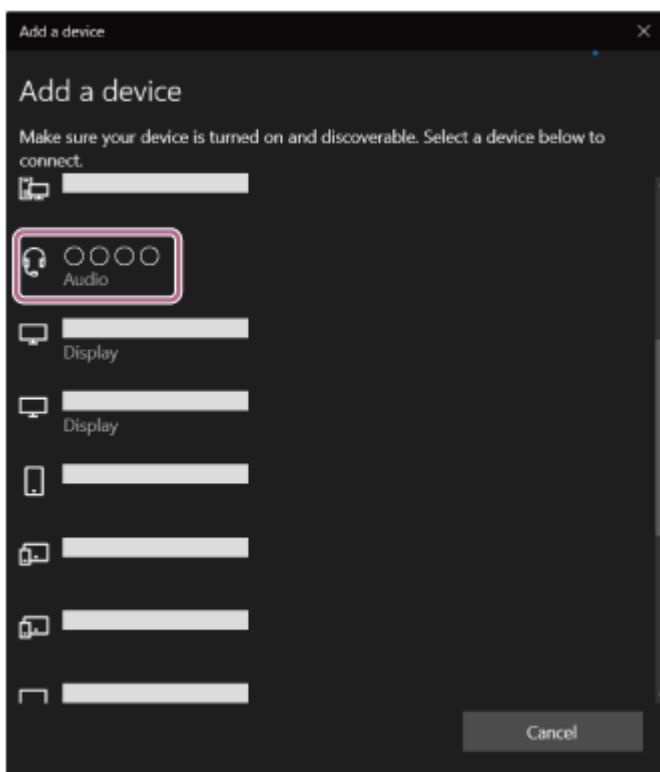 Add a device
Add a device
Make sure your device is turned on and discoverable. Select a device below to
connect.
○○○○
Audio
Display
Display
Cancel